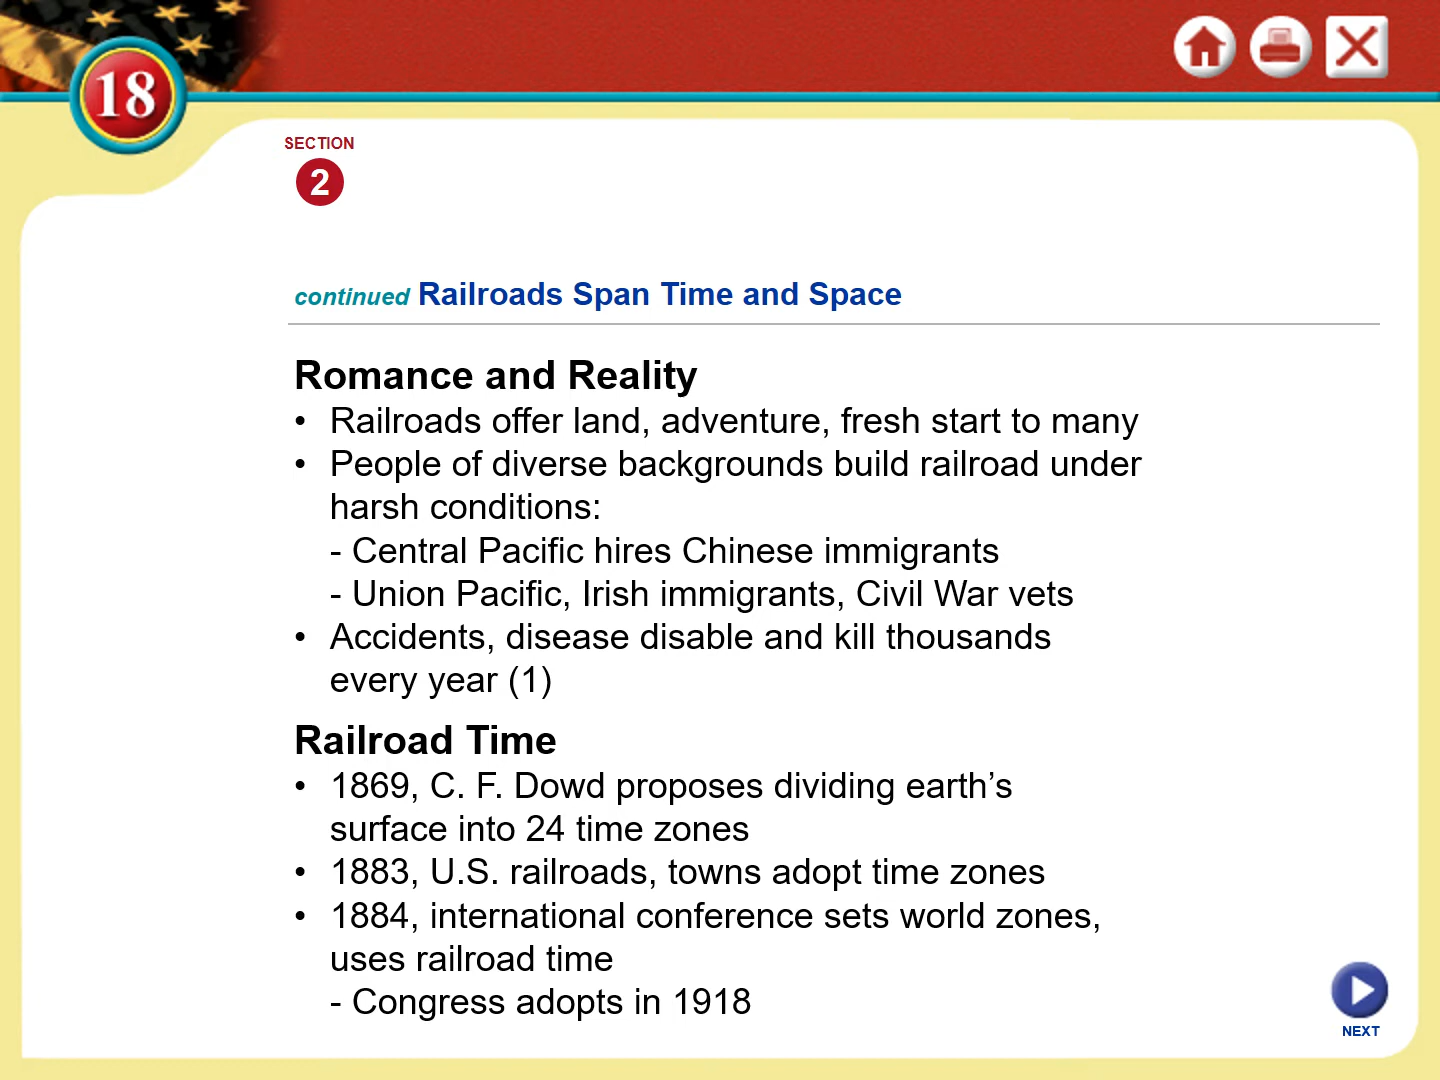 18
SECTION
2
continued Railroads Span Time and Space
Romance and Reality
• Railroads offer land, adventure, fresh start to many
• People of diverse backgrounds build railroad under
harsh conditions:
- Central Pacific hires Chinese immigrants
- Union Pacific, Irish immigrants, Civil War vets
• Accidents, disease disable and kill thousands
every year (1)
Railroad Time
• 1869, C. F. Dowd proposes dividing earth’s
surface into 24 time zones
• 1883, U.S. railroads, towns adopt time zones
• 1884, international conference sets world zones,
uses railroad time
- Congress adopts in 1918
NEXT